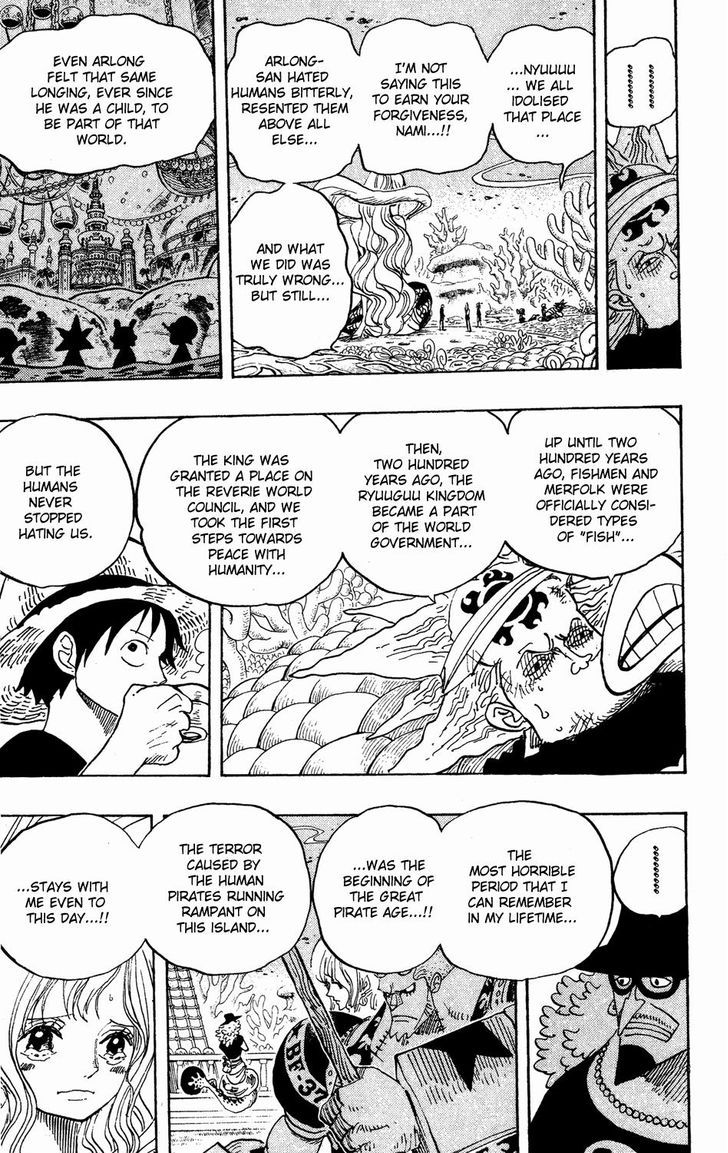 ...........
...NYUUUU
... WE ALL
IDOLISED
THAT PLACE
...
I'M NOT
SAYING THIS
TO EARN YOUR
FORGIVENESS,
NAMI...!!
ARLONG-
SAN HATED
HUMANS BITTERLY,
RESENTED THEM
ABOVE ALL
ELSE...
AND WHAT
WE DID WAS
TRULY WRONG...
BUT STILL...
EVEN ARLONG
FELT THAT SAME
LONGING, EVER SINCE
HE WAS A CHILD, TO
BE PART OF THAT
WORLD.
UP UNTIL TWO
HUNDRED YEARS
AGO, FISHMEN AND
MERFOLK WERE
OFFICIALLY CONSI-
DERED TYPES
OF "FISH"...
THEN,
TWO HUNDRED
YEARS AGO, THE
RYUUGUU KINGDOM
BECAME A PART
OF THE WORLD
GOVERNMENT...
THE KING WAS
GRANTED A PLACE ON
THE REVERIE WORLD
COUNCIL, AND WE
TOOK THE FIRST
STEPS TOWARDS
PEACE WITH
HUMANITY...
BUT THE
HUMANS
NEVER
STOPPED
HATING US.
...........
THE
MOST HORRIBLE
PERIOD THAT I
CAN REMEMBER
IN MY LIFETIME...
...WAS THE
BEGINNING OF
THE GREAT
PIRATE AGE...!!
THE TERROR
CAUSED BY
THE HUMAN
PIRATES RUNNING
RAMPANT ON
THIS ISLAND...
BF-37
...STAYS WITH
ME EVEN TO
THIS DAY...!!